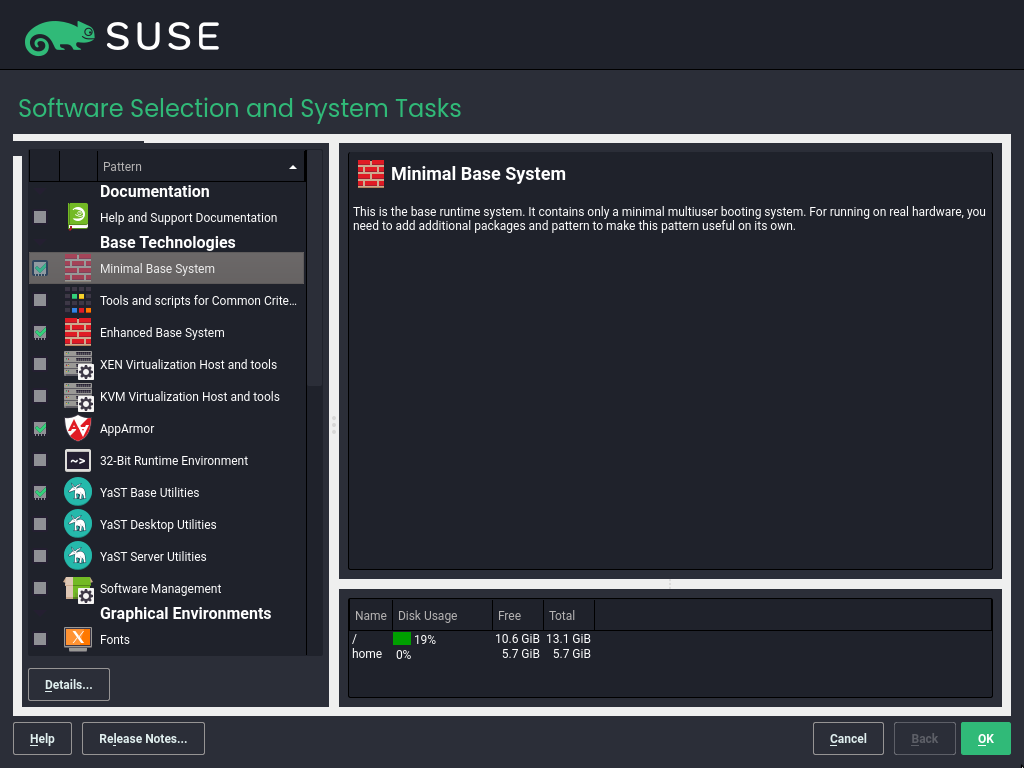 SUSE
Software Selection and System Tasks
Pattern
Documentation
Help and Support Documentation
Base Technologies
Minimal Base System
Tools and scripts for Common Crite...
Enhanced Base System
XEN Virtualization Host and tools
KVM Virtualization Host and tools
AppArmor
~> 32-Bit Runtime Environment
YaST Base Utilities
YaST Desktop Utilities
YaST Server Utilities
Software Management
Graphical Environments
X Fonts
Details...
Minimal Base System
This is the base runtime system. It contains only a minimal multiuser booting system. For running on real hardware, you
need to add additional packages and pattern to make this pattern useful on its own.
Name Disk Usage Free Total
/ 19% 10.6 GiB 13.1 GiB
home 0% 5.7 GiB 5.7 GiB
Help Release Notes... Cancel Back OK